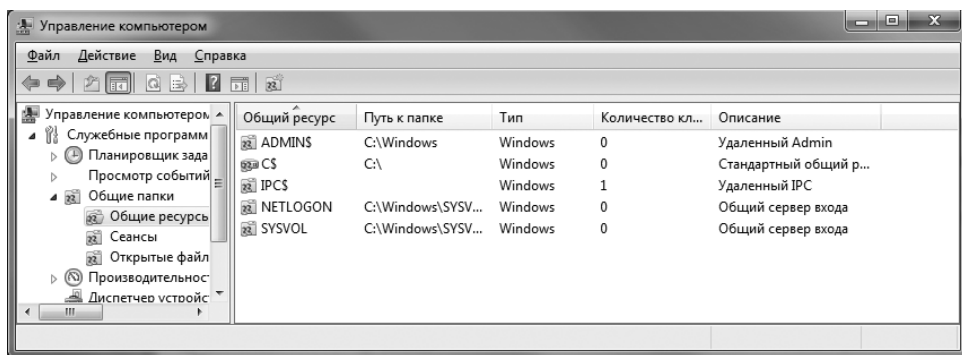 Управление компьютером
Файл Действие Вид Справка
Управление компьютером
Служебные программ
Планировщик зада
Просмотр событий
Общие папки
Общие ресурсы
Сеансы
Открытые файл
Производительност
Диспетчер устройс
Общий ресурс Путь к папке Тип Количество кл... Описание
ADMIN$ C:\Windows Windows 0 Удаленный Admin
C$ C:\ Windows 0 Стандартный общий р...
IPC$ Windows 1 Удаленный IPC
NETLOGON C:\Windows\SYSV... Windows 0 Общий сервер входа
SYSVOL C:\Windows\SYSV... Windows 0 Общий сервер входа